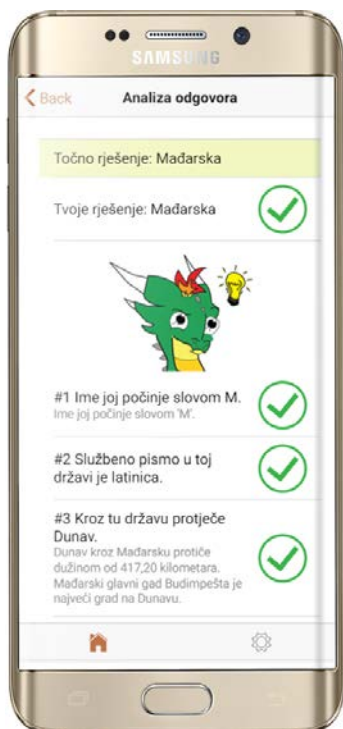 SAMSUNG
Back
Analiza odgovora
Točno rješenje: Mađarska
Tvoje rješenje: Mađarska
#1 Ime joj počinje slovom M.
Ime joj počinje slovom 'M'.
#2 Službeno pismo u toj
državi je latinica.
#3 Kroz tu državu protječe
Dunav.
Dunav kroz Mađarsku protiče
dužinom od 417,20 kilometara.
Mađarski glavni gad Budimpešta je
najveći grad na Dunavu.